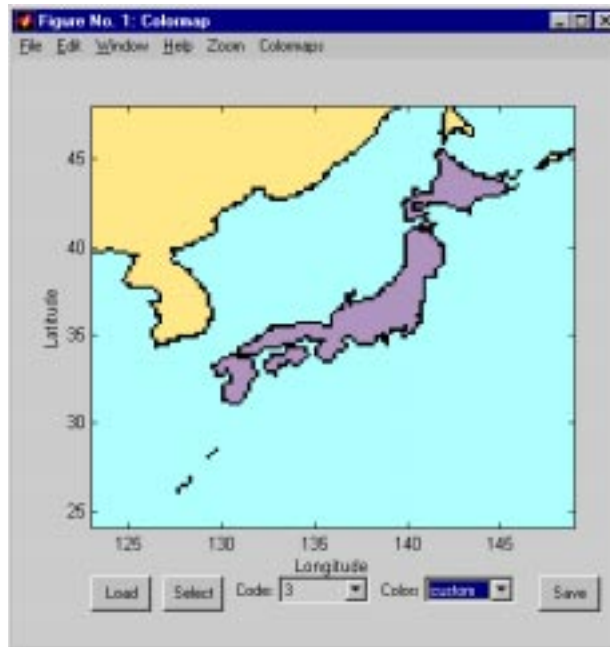 Figure No. 1: Colormap
File Edit Window Help Zoom Colormaps
45
40
35
30
25
Latitude
125 130 135 140 145
Longitude
Load Select Code: 3 Color: custom Save